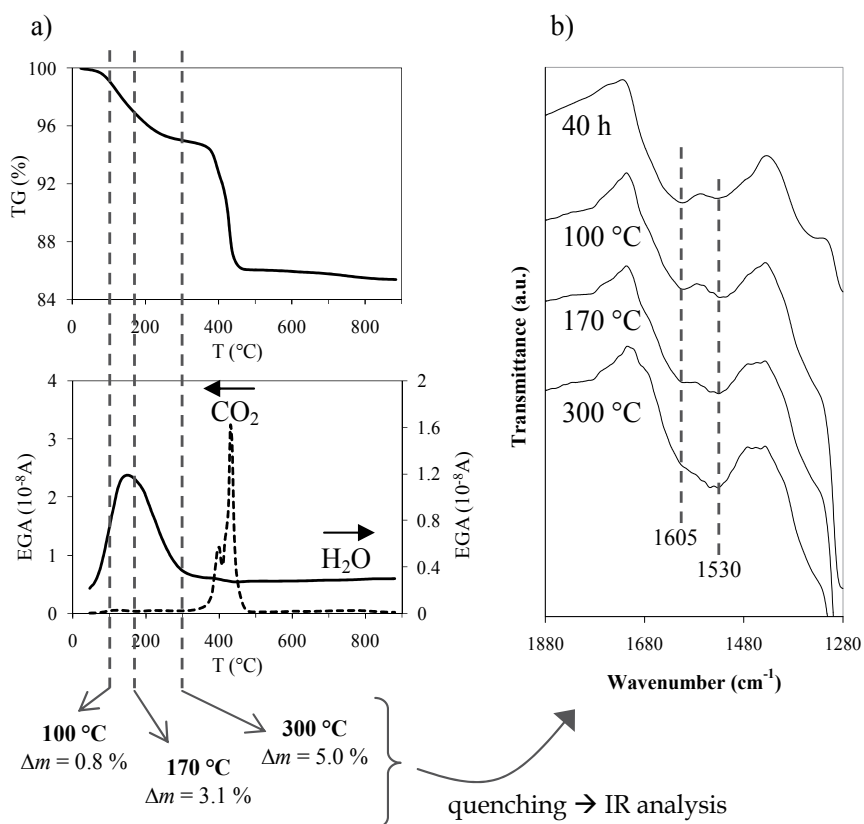 a)
100
96
92
88
84
TG (%)
0
200
400
600
800
T (°C)
4
3
2
1
0
EGA (10⁻⁸A)
2
1.6
1.2
0.8
0.4
0
EGA (10⁻⁸A)
CO₂
H₂O
0
200
400
600
800
T (°C)
100 °C
Δm = 0.8 %
170 °C
Δm = 3.1 %
300 °C
Δm = 5.0 %
quenching → IR analysis
b)
Transmittance (a.u.)
40 h
100 °C
170 °C
300 °C
1605
1530
1880
1680
1480
1280
Wavenumber (cm⁻¹)